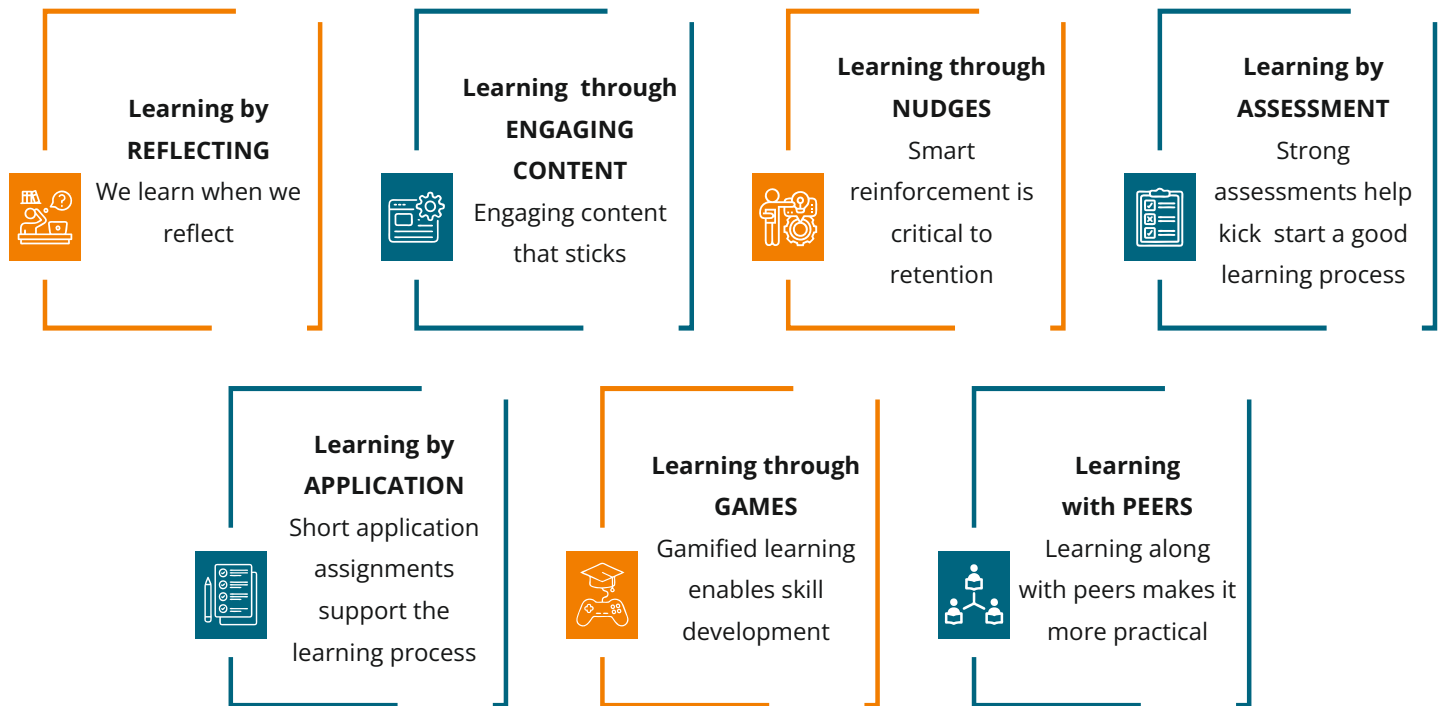 Learning by
REFLECTING
We learn when we
reflect
Learning through
ENGAGING
CONTENT
Engaging content
that sticks
Learning through
NUDGES
Smart
reinforcement is
critical to
retention
Learning by
ASSESSMENT
Strong
assessments help
kick start a good
learning process
Learning by
APPLICATION
Short application
assignments
support the
learning process
Learning through
GAMES
Gamified learning
enables skill
development
Learning
with PEERS
Learning along
with peers makes it
more practical